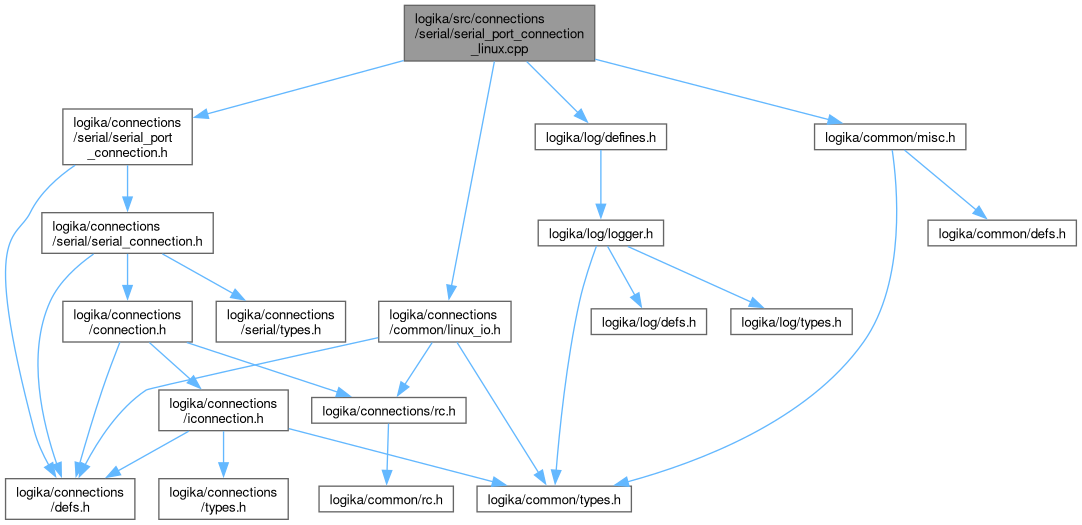 logika/src/connections
/serial/serial_port_connection
_linux.cpp
logika/connections
/serial/serial_port
_connection.h
logika/log/defines.h
logika/common/misc.h
logika/connections
/serial/serial_connection.h
logika/log/logger.h
logika/common/defs.h
logika/connections
/connection.h
logika/connections
/serial/types.h
logika/connections
/common/linux_io.h
logika/log/defs.h
logika/log/types.h
logika/connections
/iconnection.h
logika/connections/rc.h
logika/connections
/defs.h
logika/connections
/types.h
logika/common/rc.h
logika/common/types.h